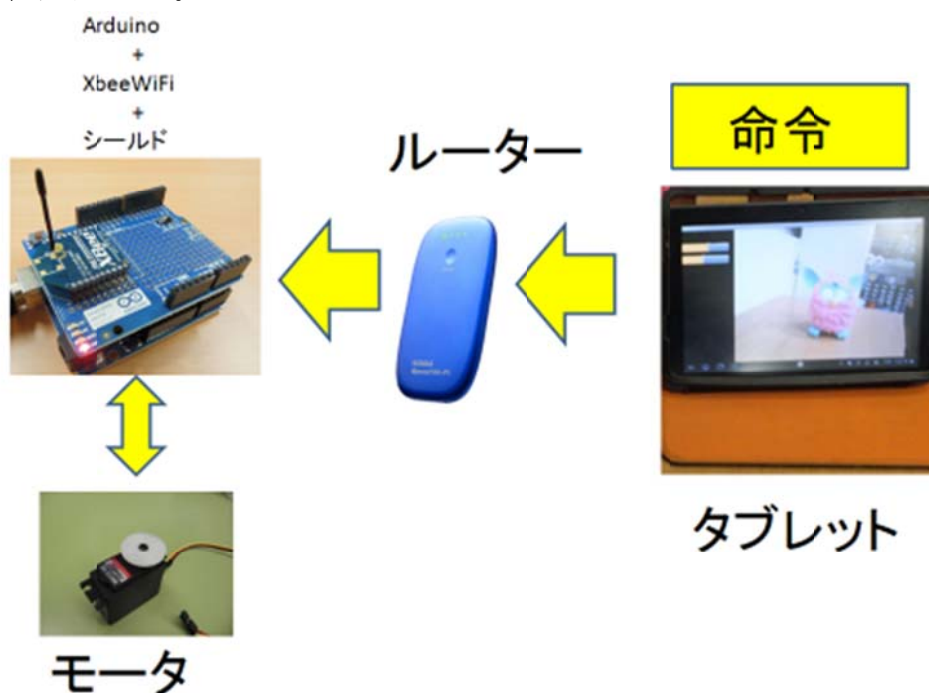 Arduino
+
XbeeWiFi
+
シールド
ルーター
命令
タブレット
モータ